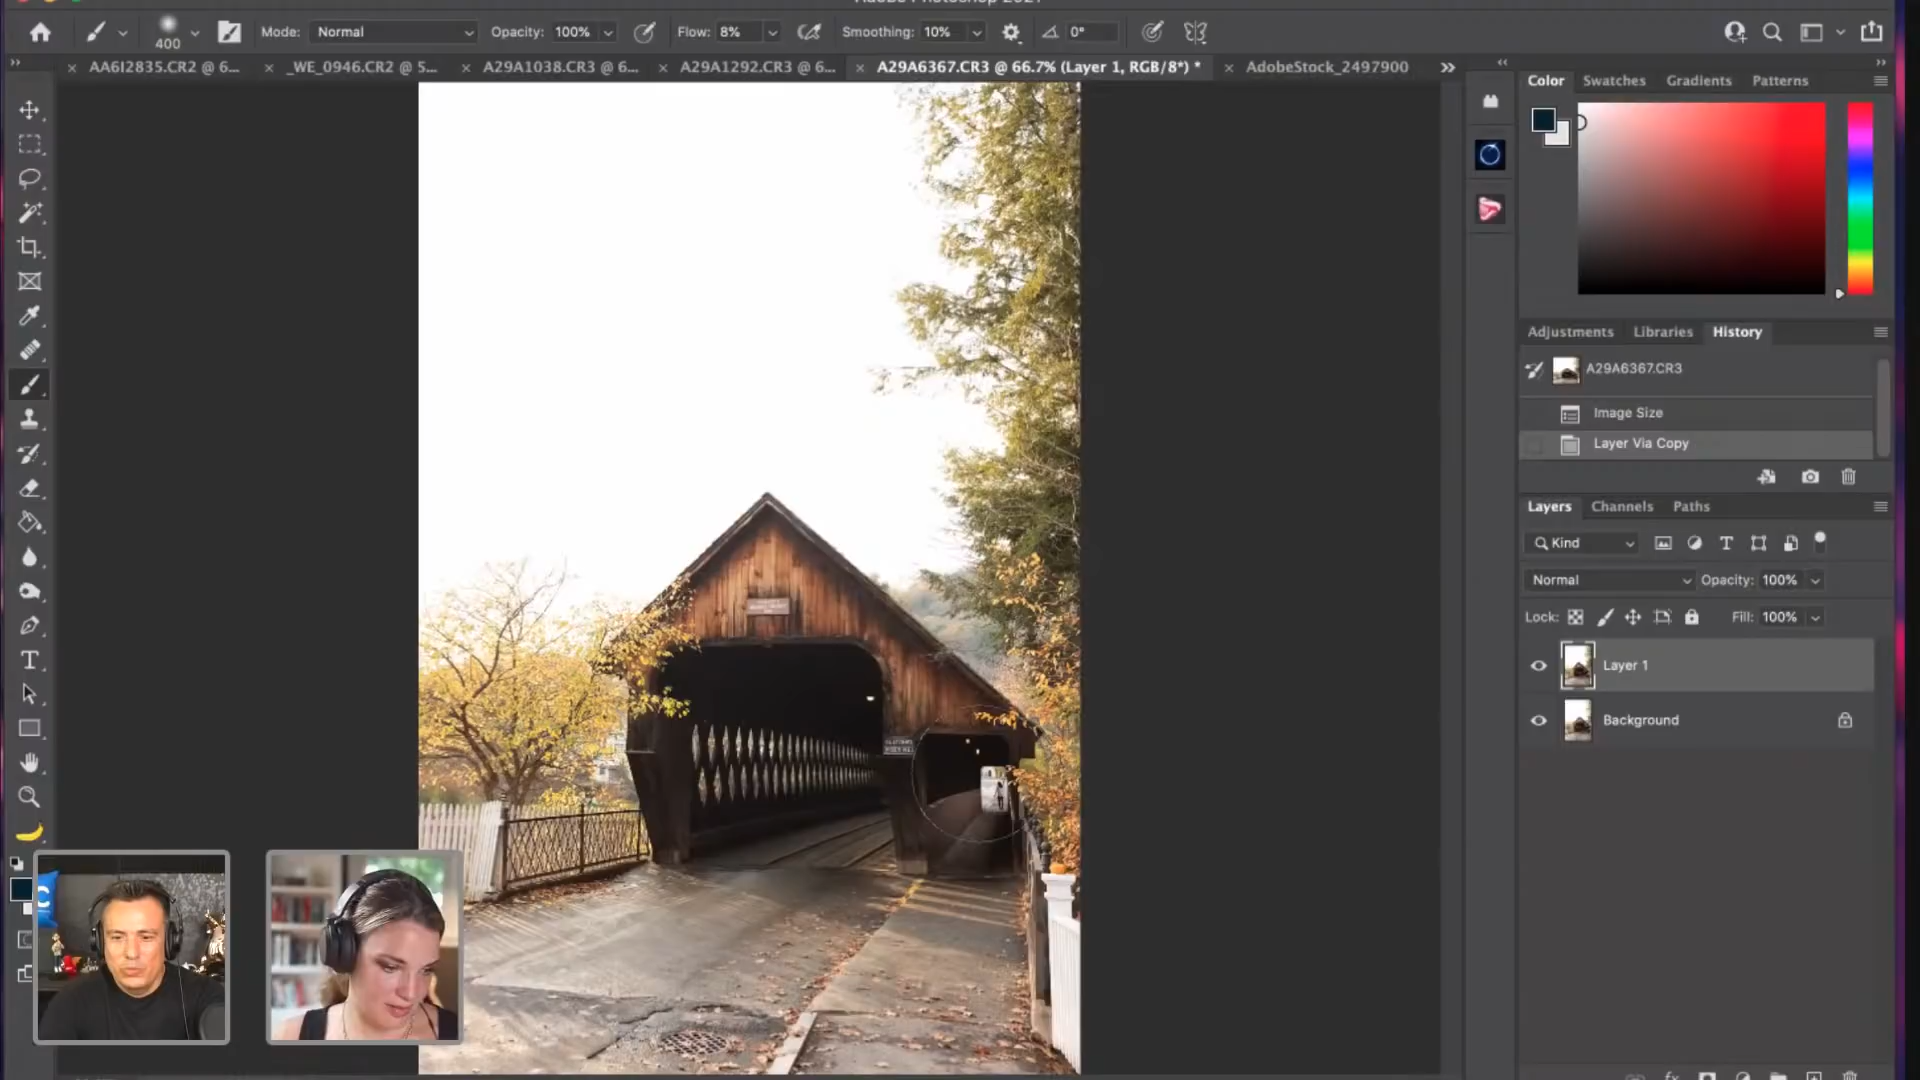 400
Mode: Normal
Opacity: 100%
Flow: 8%
Smoothing: 10%
0°
AA6I2835.CR2 @ 6...
_WE_0946.CR2 @ 5...
A29A1038.CR3 @ 6...
A29A1292.CR3 @ 6...
A29A6367.CR3 @ 66.7% (Layer 1, RGB/8*) *
AdobeStock_2497900
Color
Swatches
Gradients
Patterns
Adjustments
Libraries
History
A29A6367.CR3
Image Size
Layer Via Copy
Layers
Channels
Paths
Kind
Normal
Opacity: 100%
Lock:
Fill: 100%
Layer 1
Background